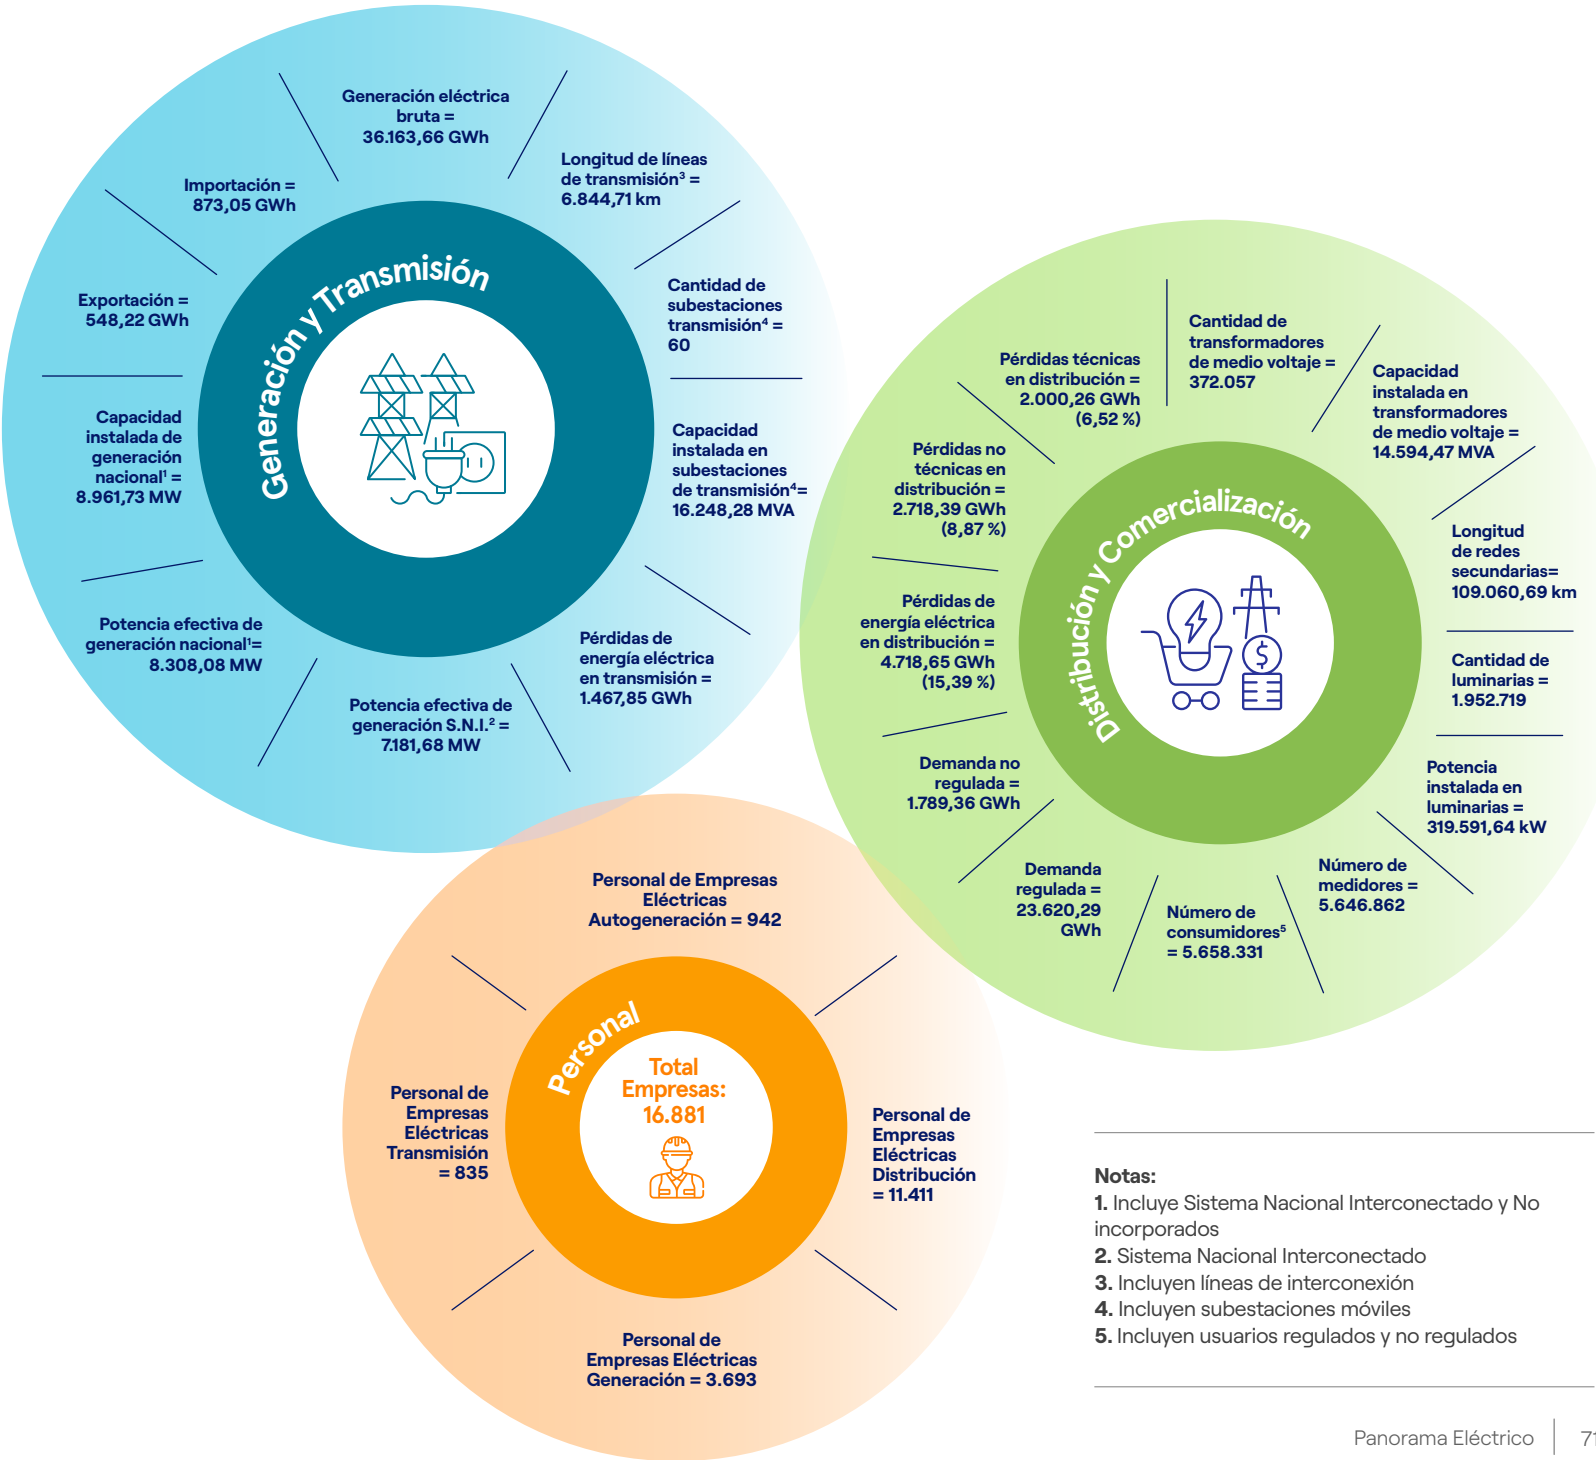 Generación eléctrica
bruta =
36.163,66 GWh
Longitud de líneas
de transmisión³ =
6.844,71 km
Importación =
873,05 GWh
Exportación =
548,22 GWh
Cantidad de
subestaciones
transmisión⁴ =
60
Capacidad
instalada de
generación
nacional¹ =
8.961,73 MW
Generación y Transmisión
Capacidad
instalada en
subestaciones
de transmisión⁴=
16.248,28 MVA
Potencia efectiva de
generación nacional¹=
8.308,08 MW
Potencia efectiva de
generación S.N.I.² =
7.181,68 MW
Pérdidas de
energía eléctrica
en transmisión =
1.467,85 GWh
Cantidad de
transformadores
de medio voltaje =
372.057
Pérdidas técnicas
en distribución =
2.000,26 GWh
(6,52 %)
Capacidad
instalada en
transformadores
de medio voltaje =
14.594,47 MVA
Pérdidas no
técnicas en
distribución =
2.718,39 GWh
(8,87 %)
Distribución y Comercialización
Longitud
de redes
secundarias=
109.060,69 km
Pérdidas de
energía eléctrica
en distribución =
4.718,65 GWh
(15,39 %)
Cantidad de
luminarias =
1.952.719
Demanda no
regulada =
1.789,36 GWh
Potencia
instalada en
luminarias =
319.591,64 kW
Demanda
regulada =
23.620,29
GWh
Número de
consumidores⁵
= 5.658.331
Número de
medidores =
5.646.862
Personal de Empresas
Eléctricas
Autogeneración = 942
Personal
Total
Empresas:
16.881
Personal de
Empresas
Eléctricas
Transmisión
= 835
Personal de
Empresas
Eléctricas
Distribución
= 11.411
Personal de
Empresas Eléctricas
Generación = 3.693
Notas:
1. Incluye Sistema Nacional Interconectado y No
incorporados
2. Sistema Nacional Interconectado
3. Incluyen líneas de interconexión
4. Incluyen subestaciones móviles
5. Incluyen usuarios regulados y no regulados
Panorama Eléctrico
71